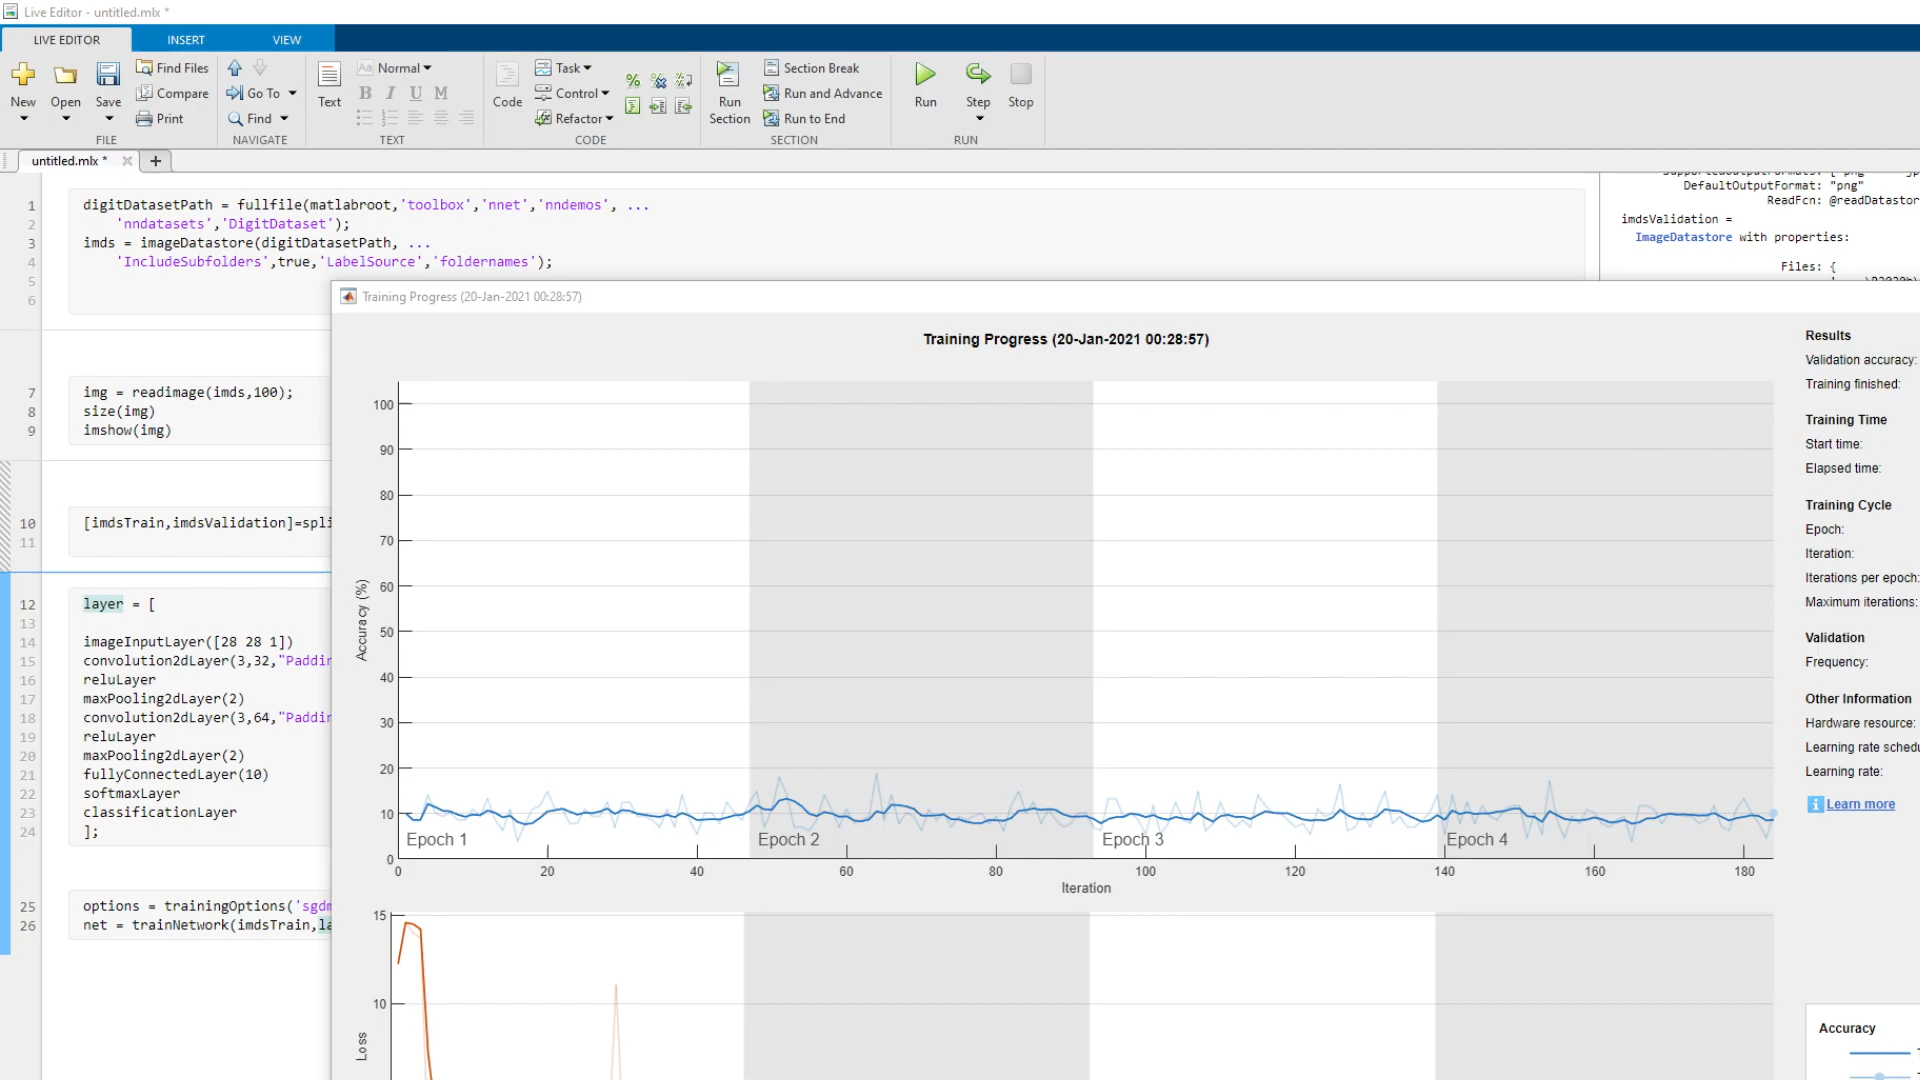 Live Editor - untitled.mlx *
LIVE EDITOR
INSERT
VIEW
New
Open
Save
Find Files
Compare
Print
FILE
Go To
Find
NAVIGATE
Text
Aa Normal
B I U M
TEXT
Code
Task
Control
Refactor
CODE
Run
Section
Section Break
Run and Advance
Run to End
SECTION
Run
Step
Stop
RUN
untitled.mlx *
1 digitDatasetPath = fullfile(matlabroot,'toolbox','nnet','nndemos', ...
2 'nndatasets','DigitDataset');
3 imds = imageDatastore(digitDatasetPath, ...
4 'IncludeSubfolders',true,'LabelSource','foldernames');
5
6
7 img = readimage(imds,100);
8 size(img)
9 imshow(img)
10 [imdsTrain,imdsValidation]=spli
11
12 layer = [
13
14 imageInputLayer([28 28 1])
15 convolution2dLayer(3,32,"Paddin
16 reluLayer
17 maxPooling2dLayer(2)
18 convolution2dLayer(3,64,"Paddin
19 reluLayer
20 maxPooling2dLayer(2)
21 fullyConnectedLayer(10)
22 softmaxLayer
23 classificationLayer
24 ];
25 options = trainingOptions('sgdm
26 net = trainNetwork(imdsTrain,la
DefaultOutputFormat: "png"
ReadFcn: @readDatastor
imdsValidation =
ImageDatastore with properties:
Files: {
Training Progress (20-Jan-2021 00:28:57)
Training Progress (20-Jan-2021 00:28:57)
100
90
80
70
60
50
40
30
20
10
0
Accuracy (%)
Epoch 1
Epoch 2
Epoch 3
Epoch 4
0 20 40 60 80 100 120 140 160 180
Iteration
15
10
Loss
Results
Validation accuracy:
Training finished:
Training Time
Start time:
Elapsed time:
Training Cycle
Epoch:
Iteration:
Iterations per epoch:
Maximum iterations:
Validation
Frequency:
Other Information
Hardware resource:
Learning rate schedu
Learning rate:
Learn more
Accuracy